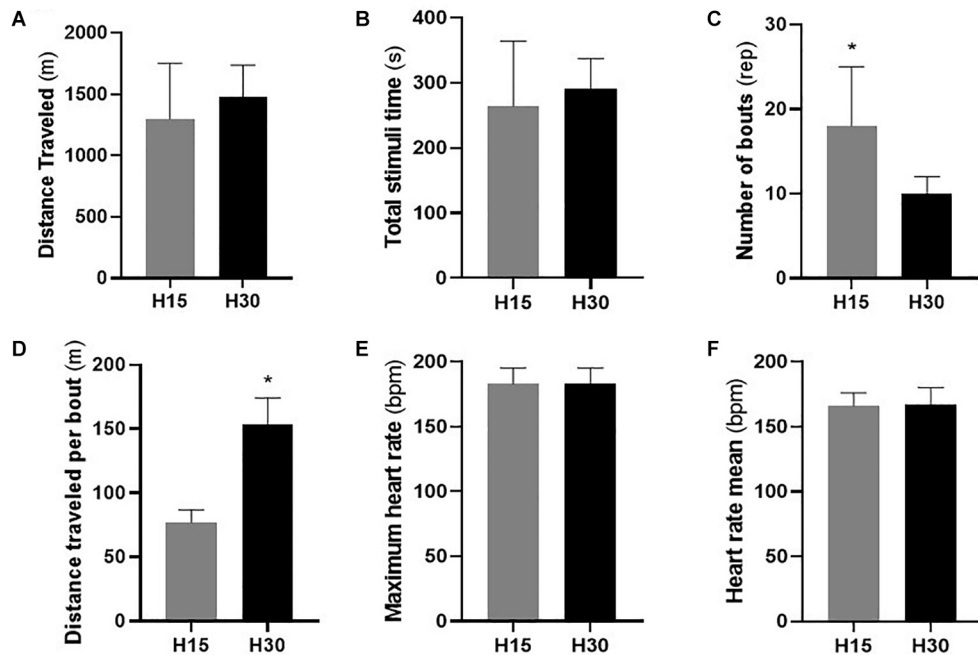 A
Distance Traveled (m)
2000
1500
1000
500
0
H15 H30
B
Total stimuli time (s)
400
300
200
100
0
H15 H30
C
Number of bouts (rep)
30
20
10
0
*
H15 H30
D
Distance traveled per bout (m)
200
150
100
50
0
*
H15 H30
E
Maximum heart rate (bpm)
200
150
100
50
0
H15 H30
F
Heart rate mean (bpm)
200
150
100
50
0
H15 H30